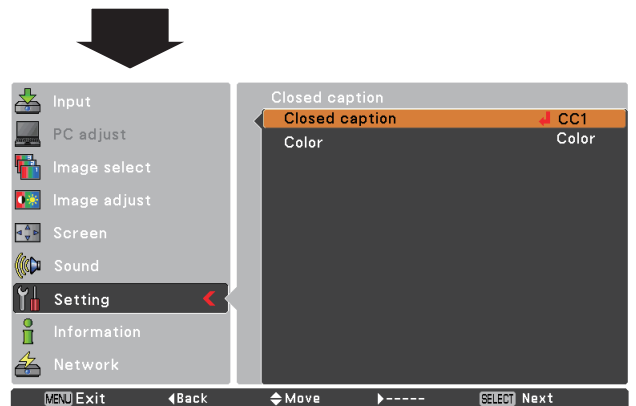 Input
PC adjust
Image select
Image adjust
Screen
Sound
Setting
Information
Network
Closed caption
Closed caption CC1
Color Color
MENU Exit Back Move ----- SELECT Next